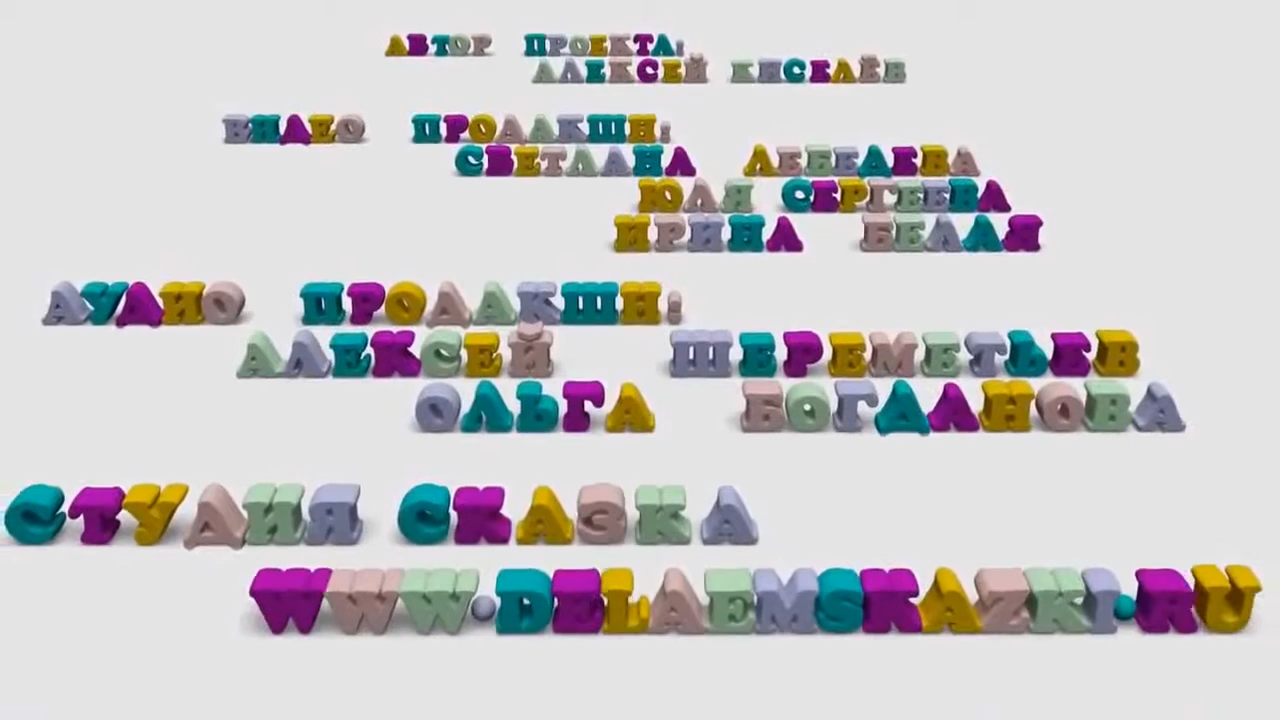 АВТОР ПРОЕКТА:
АЛЕКСЕЙ КИСЕЛЁВ
ВИДЕО ПРОДАКШН:
СВЕТЛАНА ЛЕБЕДЕВА
ЮЛЯ СЕРГЕЕВА
ИРИНА БЕЛАЯ
АУДИО ПРОДАКШН:
АЛЕКСЕЙ ШЕРЕМЕТЬЕВ
ОЛЬГА БОГДАНОВА
СТУДИЯ СКАЗКА
WWW.DELAEMSKAZKI.RU